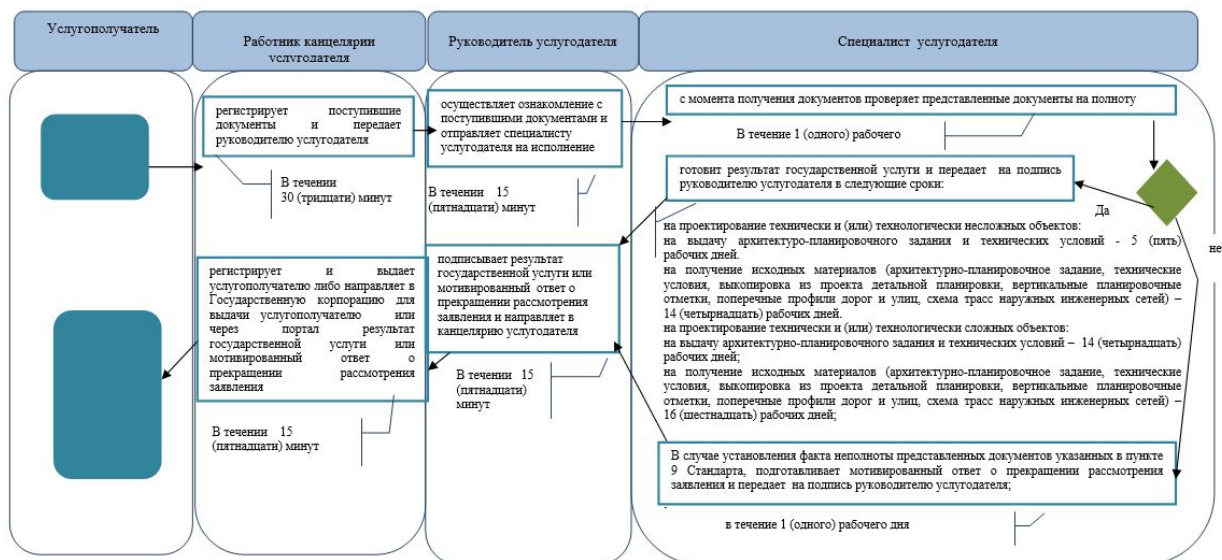 Услугополучатель
Работник канцелярии
услугодателя
Руководитель услугодателя
Специалист услугодателя
регистрирует поступившие
документы и передает
руководителю услугодателя
В течении
30 (тридцати) минут
осуществляет ознакомление с
поступившими документами и
отправляет специалисту
услугодателя на исполнение
В течении 15
(пятнадцати) минут
с момента получения документов проверяет представленные документы на полноту
В течение 1 (одного) рабочего
готовит результат государственной услуги и передает на подпись
руководителю услугодателя в следующие сроки:
Да
не
на проектирование технически и (или) технологически несложных объектов:
на выдачу архитектуро-планировочного задания и технических условий - 5 (пять)
рабочих дней.
на получение исходных материалов (архитектурно-планировочное задание, технические
условия, выкопировка из проекта детальной планировки, вертикальные планировочные
отметки, поперечные профили дорог и улиц, схема трасс наружных инженерных сетей) –
14 (четырнадцать) рабочих дней.
на проектирование технически и (или) технологически сложных объектов:
на выдачу архитектуро-планировочного задания и технических условий – 14 (четырнадцать)
рабочих дней;
на получение исходных материалов (архитектурно-планировочное задание, технические
условия, выкопировка из проекта детальной планировки, вертикальные планировочные
отметки, поперечные профили дорог и улиц, схема трасс наружных инженерных сетей) –
16 (шестнадцать) рабочих дней;
подписывает результат
государственной услуги или
мотивированный ответ о
прекращении рассмотрения
заявления и направляет в
канцелярию услугодателя
В течении 15
(пятнадцати)
минут
регистрирует и выдает
услугополучателю либо направляет в
Государственную корпорацию для
выдачи услугополучателю или
через портал результат
государственной услуги или
мотивированный ответ о
прекращении рассмотрения
заявления
В течении 15
(пятнадцати) минут
В случае установления факта неполноты представленных документов указанных в пункте
9 Стандарта, подготавливает мотивированный ответ о прекращении рассмотрения
заявления и передает на подпись руководителю услугодателя;
в течение 1 (одного) рабочего дня